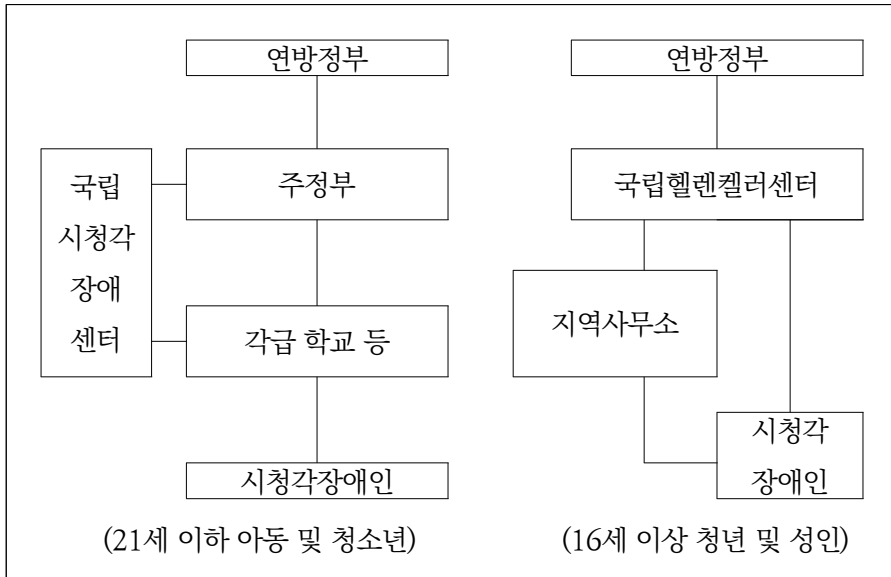 연방정부
국립
시청각
장애
센터
주정부
각급 학교 등
시청각장애인
(21세 이하 아동 및 청소년)
연방정부
국립헬렌켈러센터
지역사무소
시청각
장애인
(16세 이상 청년 및 성인)